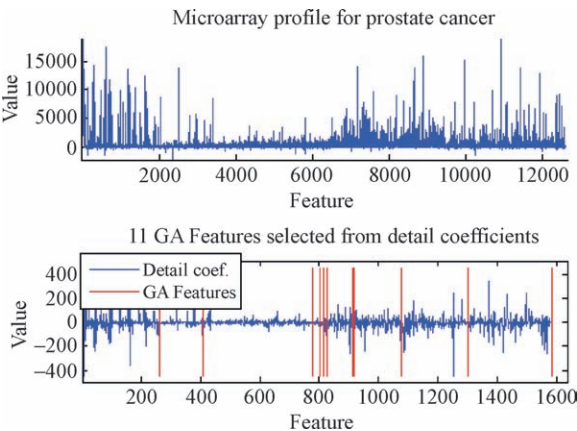 Microarray profile for prostate cancer
15000
10000
5000
0
Value
2000 4000 6000 8000 10000 12000
Feature
11 GA Features selected from detail coefficients
400
200
0
−200
−400
Value
Detail coef.
GA Features
200 400 600 800 1000 1200 1400 1600
Feature